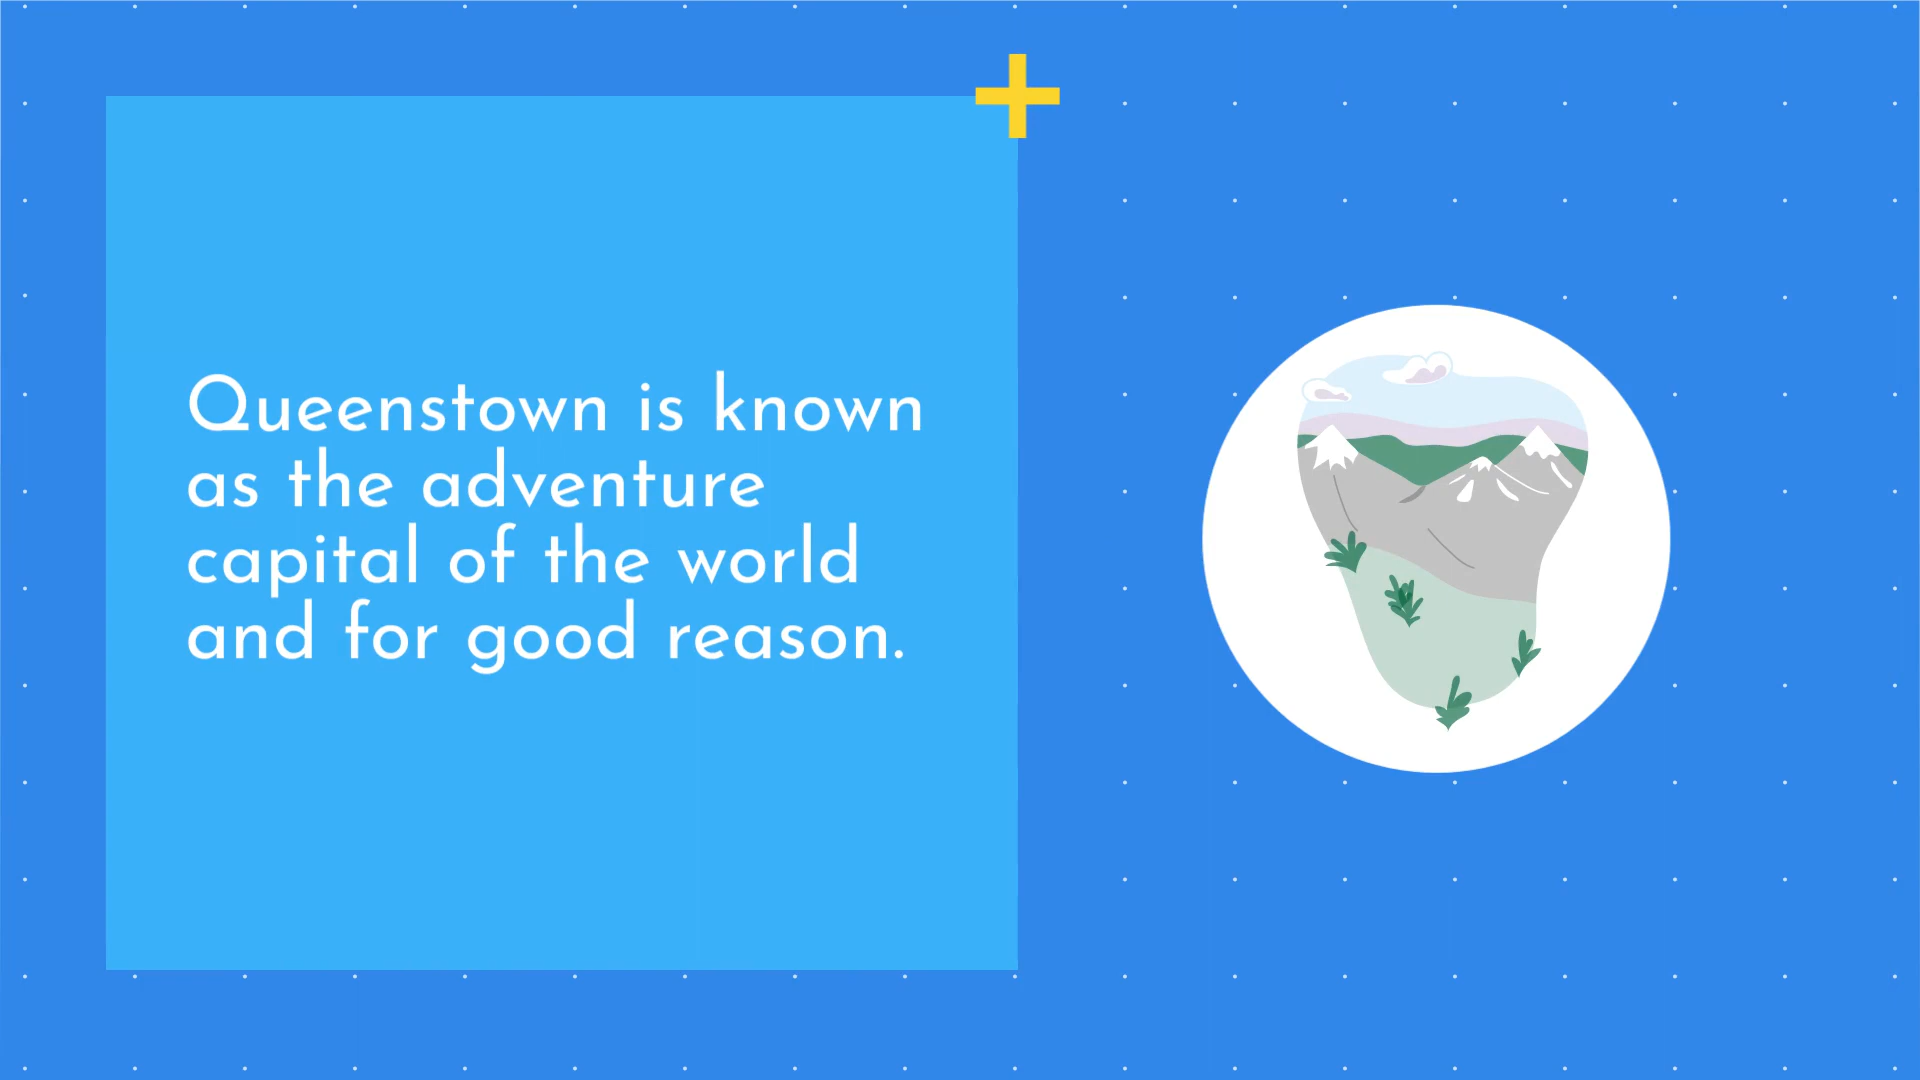 Queenstown is known
as the adventure
capital of the world
and for good reason.